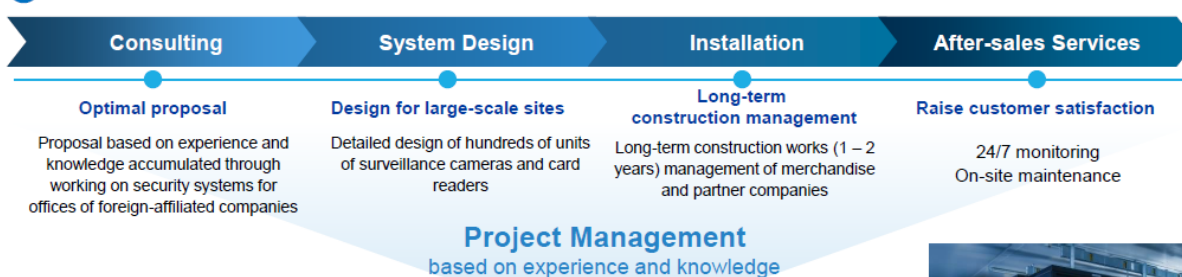 Consulting
System Design
Installation
After-sales Services
Optimal proposal
Proposal based on experience and
knowledge accumulated through
working on security systems for
offices of foreign-affiliated companies
Design for large-scale sites
Detailed design of hundreds of units
of surveillance cameras and card
readers
Long-term
construction management
Long-term construction works (1 – 2
years) management of merchandise
and partner companies
Raise customer satisfaction
24/7 monitoring
On-site maintenance
Project Management
based on experience and knowledge